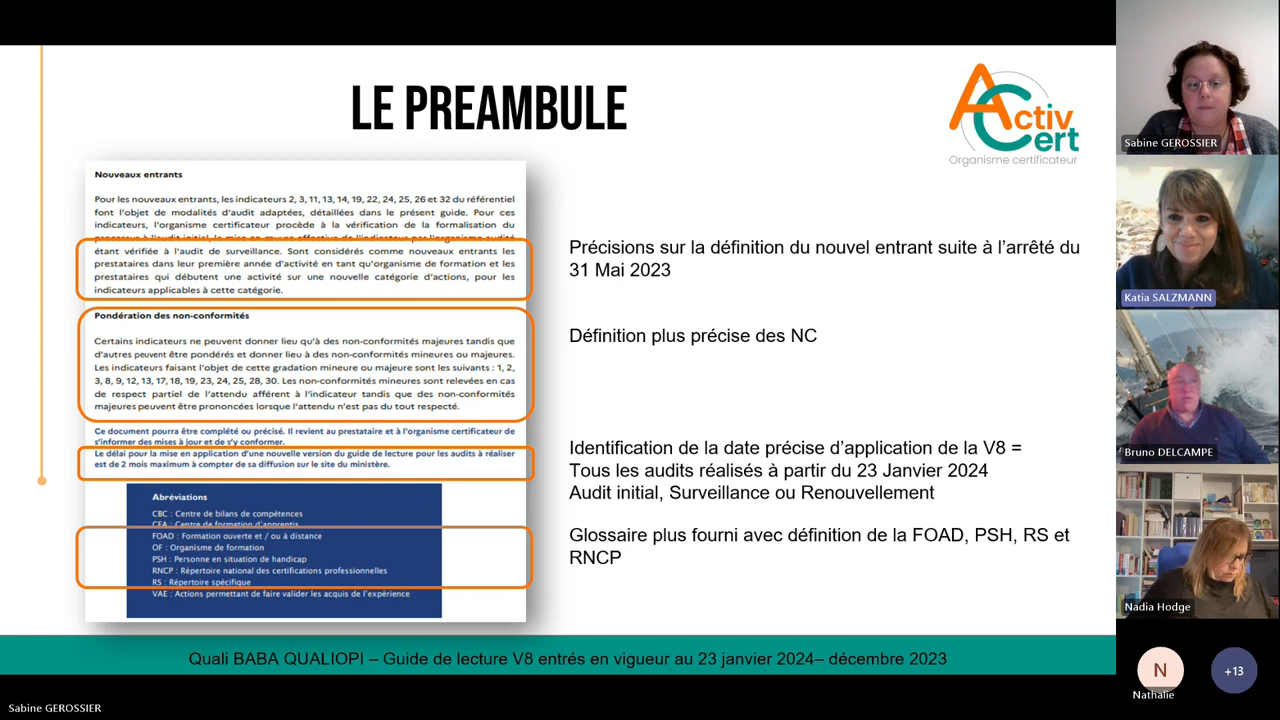 LE PREAMBULE
Activ
Cert
Organisme certificateur
Nouveaux entrants
Pour les nouveaux entrants, les indicateurs 2, 3, 11, 13, 14, 19, 22, 24, 25, 26 et 32 du référentiel
font l'objet de modalités d'audit adaptées, détaillées dans le présent guide. Pour ces
indicateurs, l'organisme certificateur procède à la vérification de la formalisation du
processus à l'audit initial, la mise en œuvre effective de l'indicateur par l'organisme audité
étant vérifiée à l'audit de surveillance. Sont considérés comme nouveaux entrants les
prestataires dans leur première année d'activité en tant qu'organisme de formation et les
prestataires qui débutent une activité sur une nouvelle catégorie d'actions, pour les
indicateurs applicables à cette catégorie.
Précisions sur la définition du nouvel entrant suite à l'arrêté du
31 Mai 2023
Pondération des non-conformités
Certains indicateurs ne peuvent donner lieu qu'à des non-conformités majeures tandis que
d'autres peuvent être pondérés et donner lieu à des non-conformités mineures ou majeures.
Les indicateurs faisant l'objet de cette gradation mineure ou majeure sont les suivants : 1, 2,
3, 8, 9, 12, 13, 17, 18, 19, 23, 24, 25, 28, 30. Les non-conformités mineures sont relevées en cas
de respect partiel de l'attendu afférent à l'indicateur tandis que des non-conformités
majeures peuvent être prononcées lorsque l'attendu n'est pas du tout respecté.
Définition plus précise des NC
Ce document pourra être complété ou précisé. Il revient au prestataire et à l'organisme certificateur de
s'informer des mises à jour et de s'y conformer.
Le délai pour la mise en application d'une nouvelle version du guide de lecture pour les audits à réaliser
est de 2 mois maximum à compter de sa diffusion sur le site du ministère.
Identification de la date précise d'application de la V8 =
Tous les audits réalisés à partir du 23 Janvier 2024
Audit initial, Surveillance ou Renouvellement
Abréviations
CBC : Centre de bilans de compétences
CFA : Centre de formation d'apprentis
FOAD : Formation ouverte et / ou à distance
OF : Organisme de formation
PSH : Personne en situation de handicap
RNCP : Répertoire national des certifications professionnelles
RS : Répertoire spécifique
VAE : Actions permettant de faire valider les acquis de l'expérience
Glossaire plus fourni avec définition de la FOAD, PSH, RS et
RNCP
Quali BABA QUALIOPI – Guide de lecture V8 entrés en vigueur au 23 janvier 2024– décembre 2023
Sabine GEROSSIER
Katia SALZMANN
Bruno DELCAMPE
Nadia Hodge
N
Nathalie
+13
Sabine GEROSSIER